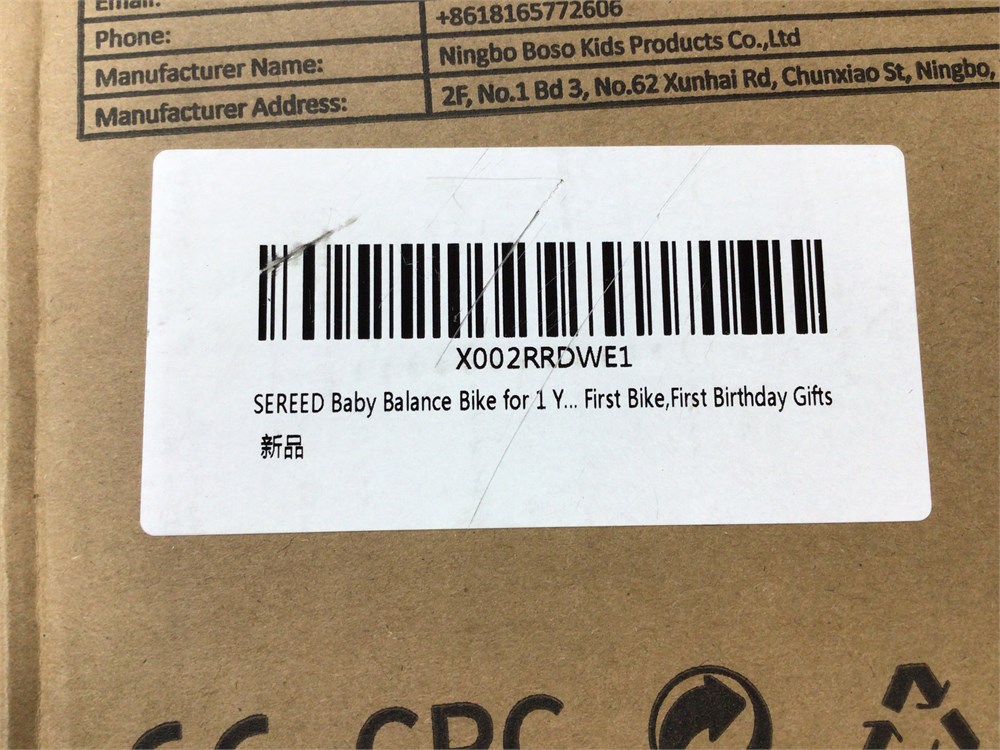 Email:
Phone: +8618165772606
Manufacturer Name: Ningbo Boso Kids Products Co.,Ltd
Manufacturer Address: 2F, No.1 Bd 3, No.62 Xunhai Rd, Chunxiao St, Ningbo,
X002RRDWE1
SEREED Baby Balance Bike for 1 Y... First Bike,First Birthday Gifts
新品
CPC